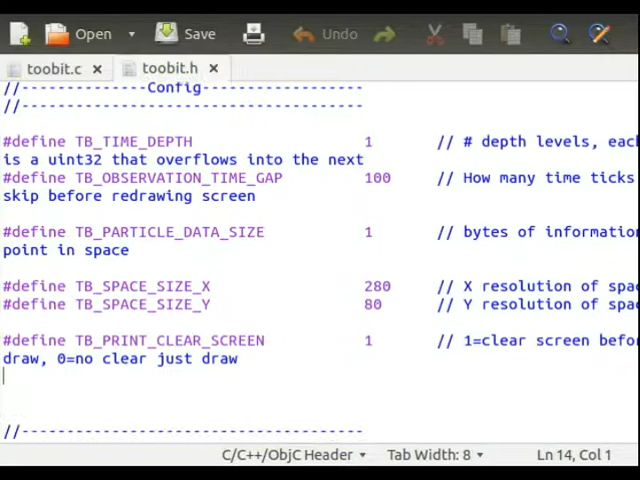 Open Save Undo
toobit.c × toobit.h ×
//--------------Config------------------
//--------------------------------------
#define TB_TIME_DEPTH 1 // # depth levels, eac
is a uint32 that overflows into the next
#define TB_OBSERVATION_TIME_GAP 100 // How many time ticks
skip before redrawing screen
#define TB_PARTICLE_DATA_SIZE 1 // bytes of informatio
point in space
#define TB_SPACE_SIZE_X 280 // X resolution of spa
#define TB_SPACE_SIZE_Y 80 // Y resolution of spa
#define TB_PRINT_CLEAR_SCREEN 1 // 1=clear screen befo
draw, 0=no clear just draw
//--------------------------------------
C/C++/ObjC Header Tab Width: 8 Ln 14, Col 1